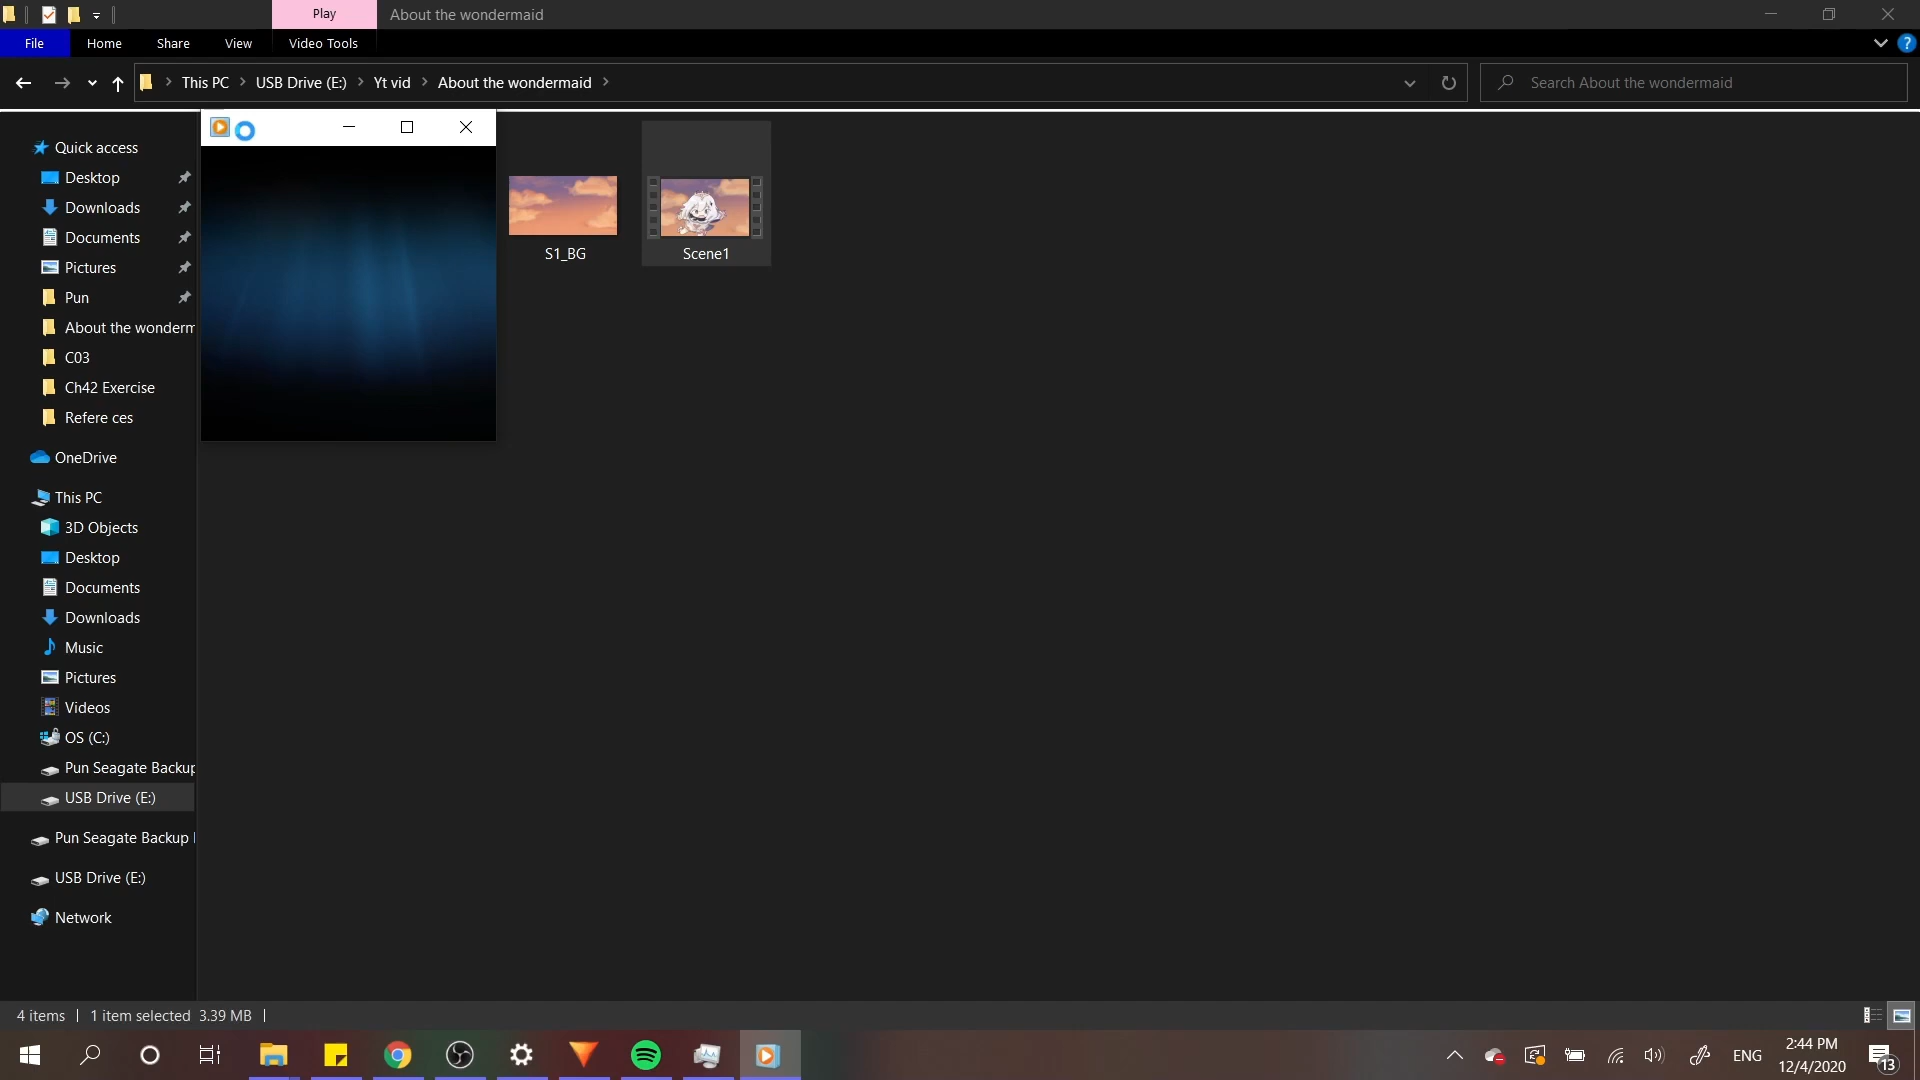 Play
About the wondermaid
File
Home
Share
View
Video Tools
This PC
USB Drive (E:)
Yt vid
About the wondermaid
Search About the wondermaid
Quick access
Desktop
Downloads
Documents
Pictures
Pun
About the wonderm
C03
Ch42 Exercise
Refere ces
OneDrive
This PC
3D Objects
Desktop
Documents
Downloads
Music
Pictures
Videos
OS (C:)
Pun Seagate Backup
USB Drive (E:)
Pun Seagate Backup
USB Drive (E:)
Network
S1_BG
Scene1
4 items
1 item selected 3.39 MB
ENG
2:44 PM
12/4/2020
13